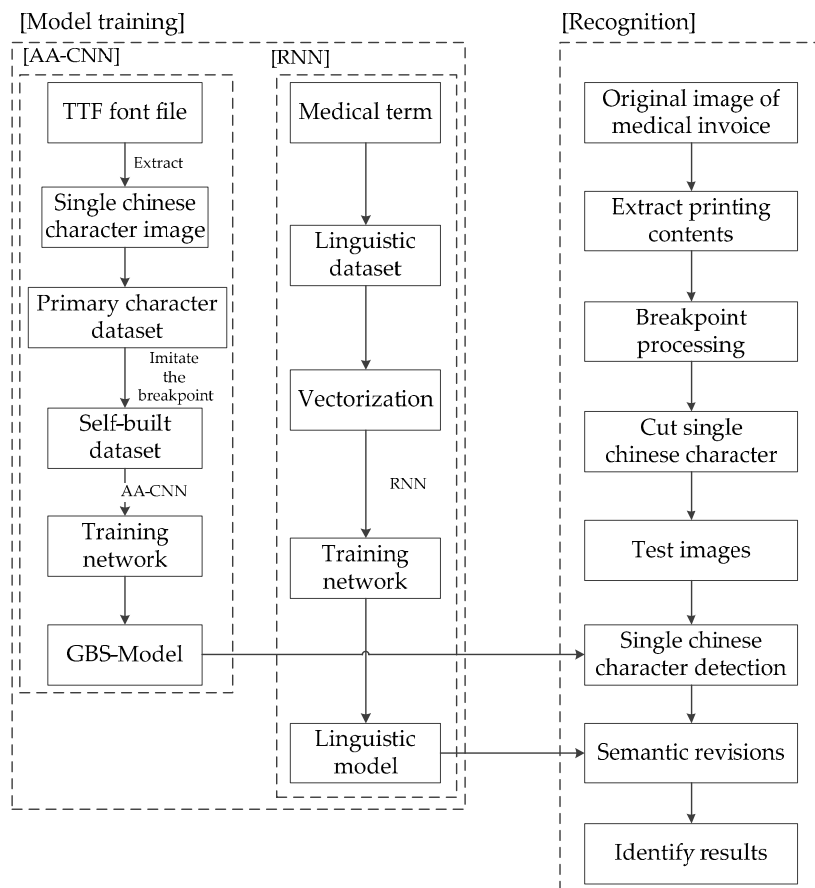 [Model training]
[AA-CNN]
TTF font file
Extract
Single chinese
character image
Primary character
dataset
Imitate
the
breakpoint
Self-built
dataset
AA-CNN
Training
network
GBS-Model
[RNN]
Medical term
Linguistic
dataset
Vectorization
RNN
Training
network
Linguistic
model
[Recognition]
Original image of
medical invoice
Extract printing
contents
Breakpoint
processing
Cut single
chinese character
Test images
Single chinese
character detection
Semantic revisions
Identify results